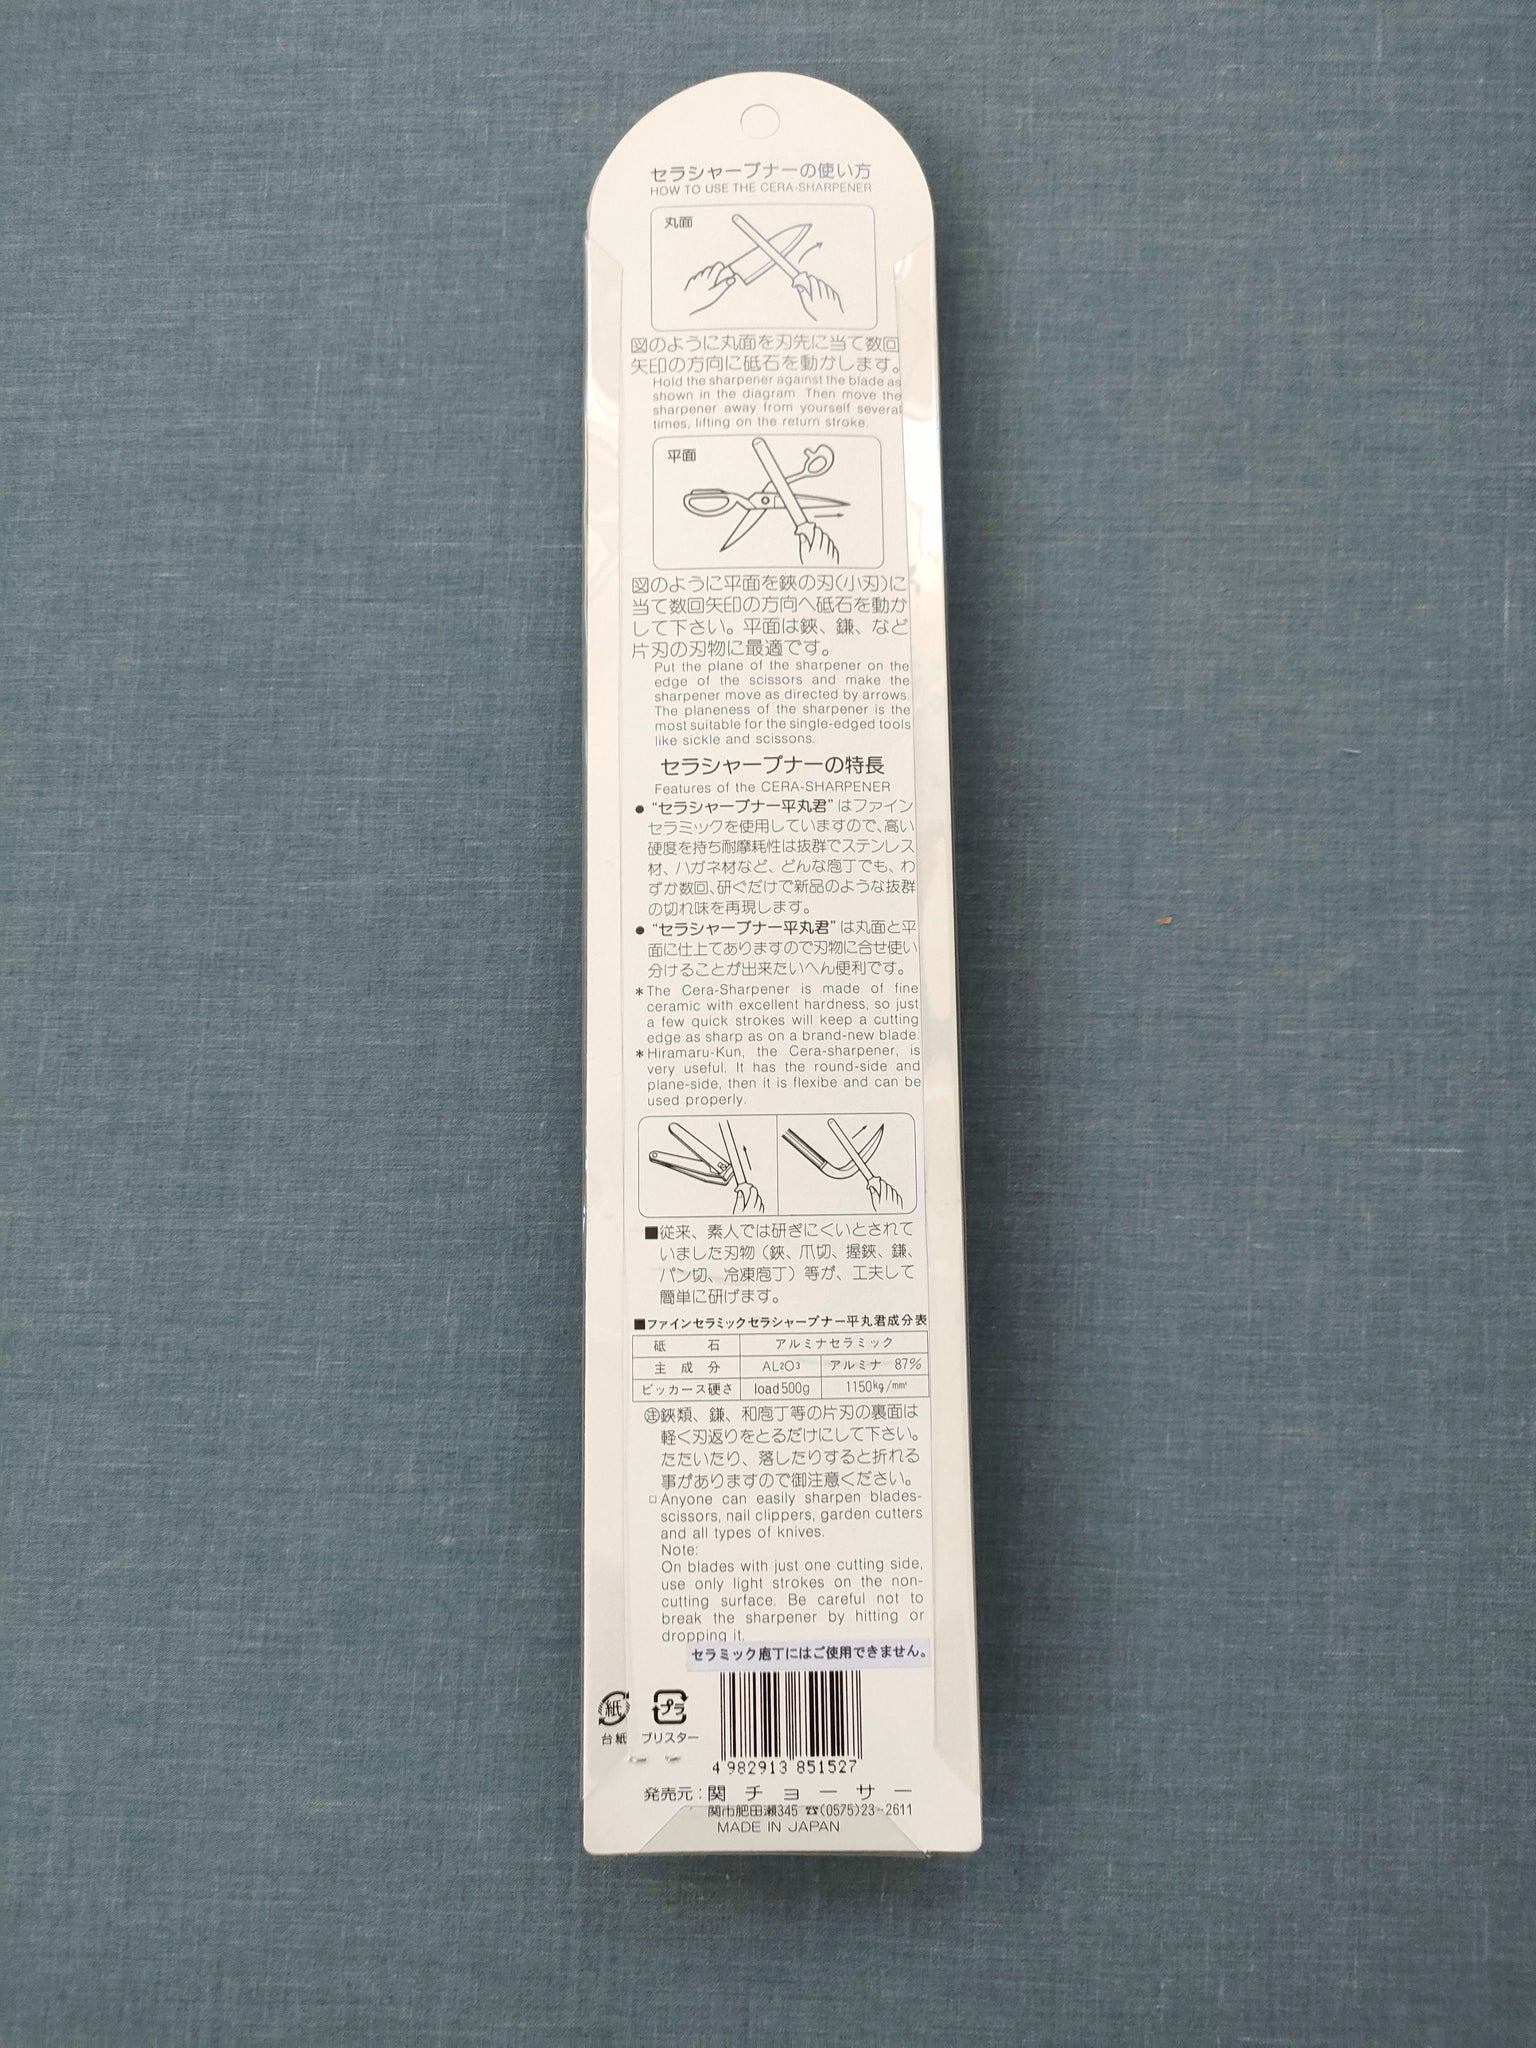 セラシャープナーの使い方
HOW TO USE THE CERA-SHARPENER
丸面
図のように丸面を刃先に当て数回
矢印の方向に砥石を動かします。
Hold the sharpener against the blade as
shown in the diagram. Then move the
sharpener away from yourself several
times, lifting on the return stroke.
平面
図のように平面を鋏の刃(小刃)に
当て数回矢印の方向へ砥石を動か
して下さい。平面は鋏、鎌、など
片刃の刃物に最適です。
Put the plane of the sharpener on the
edge of the scissors and make the
sharpener move as directed by arrows.
The planeness of the sharpener is the
most suitable for the single-edged tools
like sickle and scissons.
セラシャープナーの特長
Features of the CERA-SHARPENER
● “セラシャープナー平丸君”はファイン
セラミックを使用していますので、高い
硬度を持ち耐摩耗性は抜群でステンレス
材、ハガネ材など、どんな庖丁でも、わ
ずか数回、研ぐだけで新品のような抜群
の切れ味を再現します。
● “セラシャープナー平丸君”は丸面と平
面に仕上てありますので刃物に合せ使い
分けることが出来たいへん便利です。
＊The Cera-Sharpener is made of fine
ceramic with excellent hardness, so just
a few quick strokes will keep a cutting
edge as sharp as on a brand-new blade.
＊Hiramaru-Kun, the Cera-sharpener, is
very useful. It has the round-side and
plane-side, then it is flexibe and can be
used properly.
■従来、素人では研ぎにくいとされて
いました刃物（鋏、爪切、握鋏、鎌、
パン切、冷凍庖丁）等が、工夫して
簡単に研げます。
■ファインセラミックセラシャープナー平丸君成分表
砥石 アルミナセラミック
主成分 AL2O3 アルミナ 87%
ビッカース硬さ load500g 1150kg/mm²
㊟鋏類、鎌、和庖丁等の片刃の裏面は
軽く刃返りをとるだけにして下さい。
たたいたり、落したりすると折れる
事がありますので御注意ください。
□Anyone can easily sharpen blades-
scissors, nail clippers, garden cutters
and all types of knives.
Note:
On blades with just one cutting side,
use only light strokes on the non-
cutting surface. Be careful not to
break the sharpener by hitting or
dropping it.
セラミック庖丁にはご使用できません。
紙
台紙
プラ
ブリスター
4 982913 851527
発売元：関チョーサー
関市肥田瀬345 ☎(0575)23-2611
MADE IN JAPAN